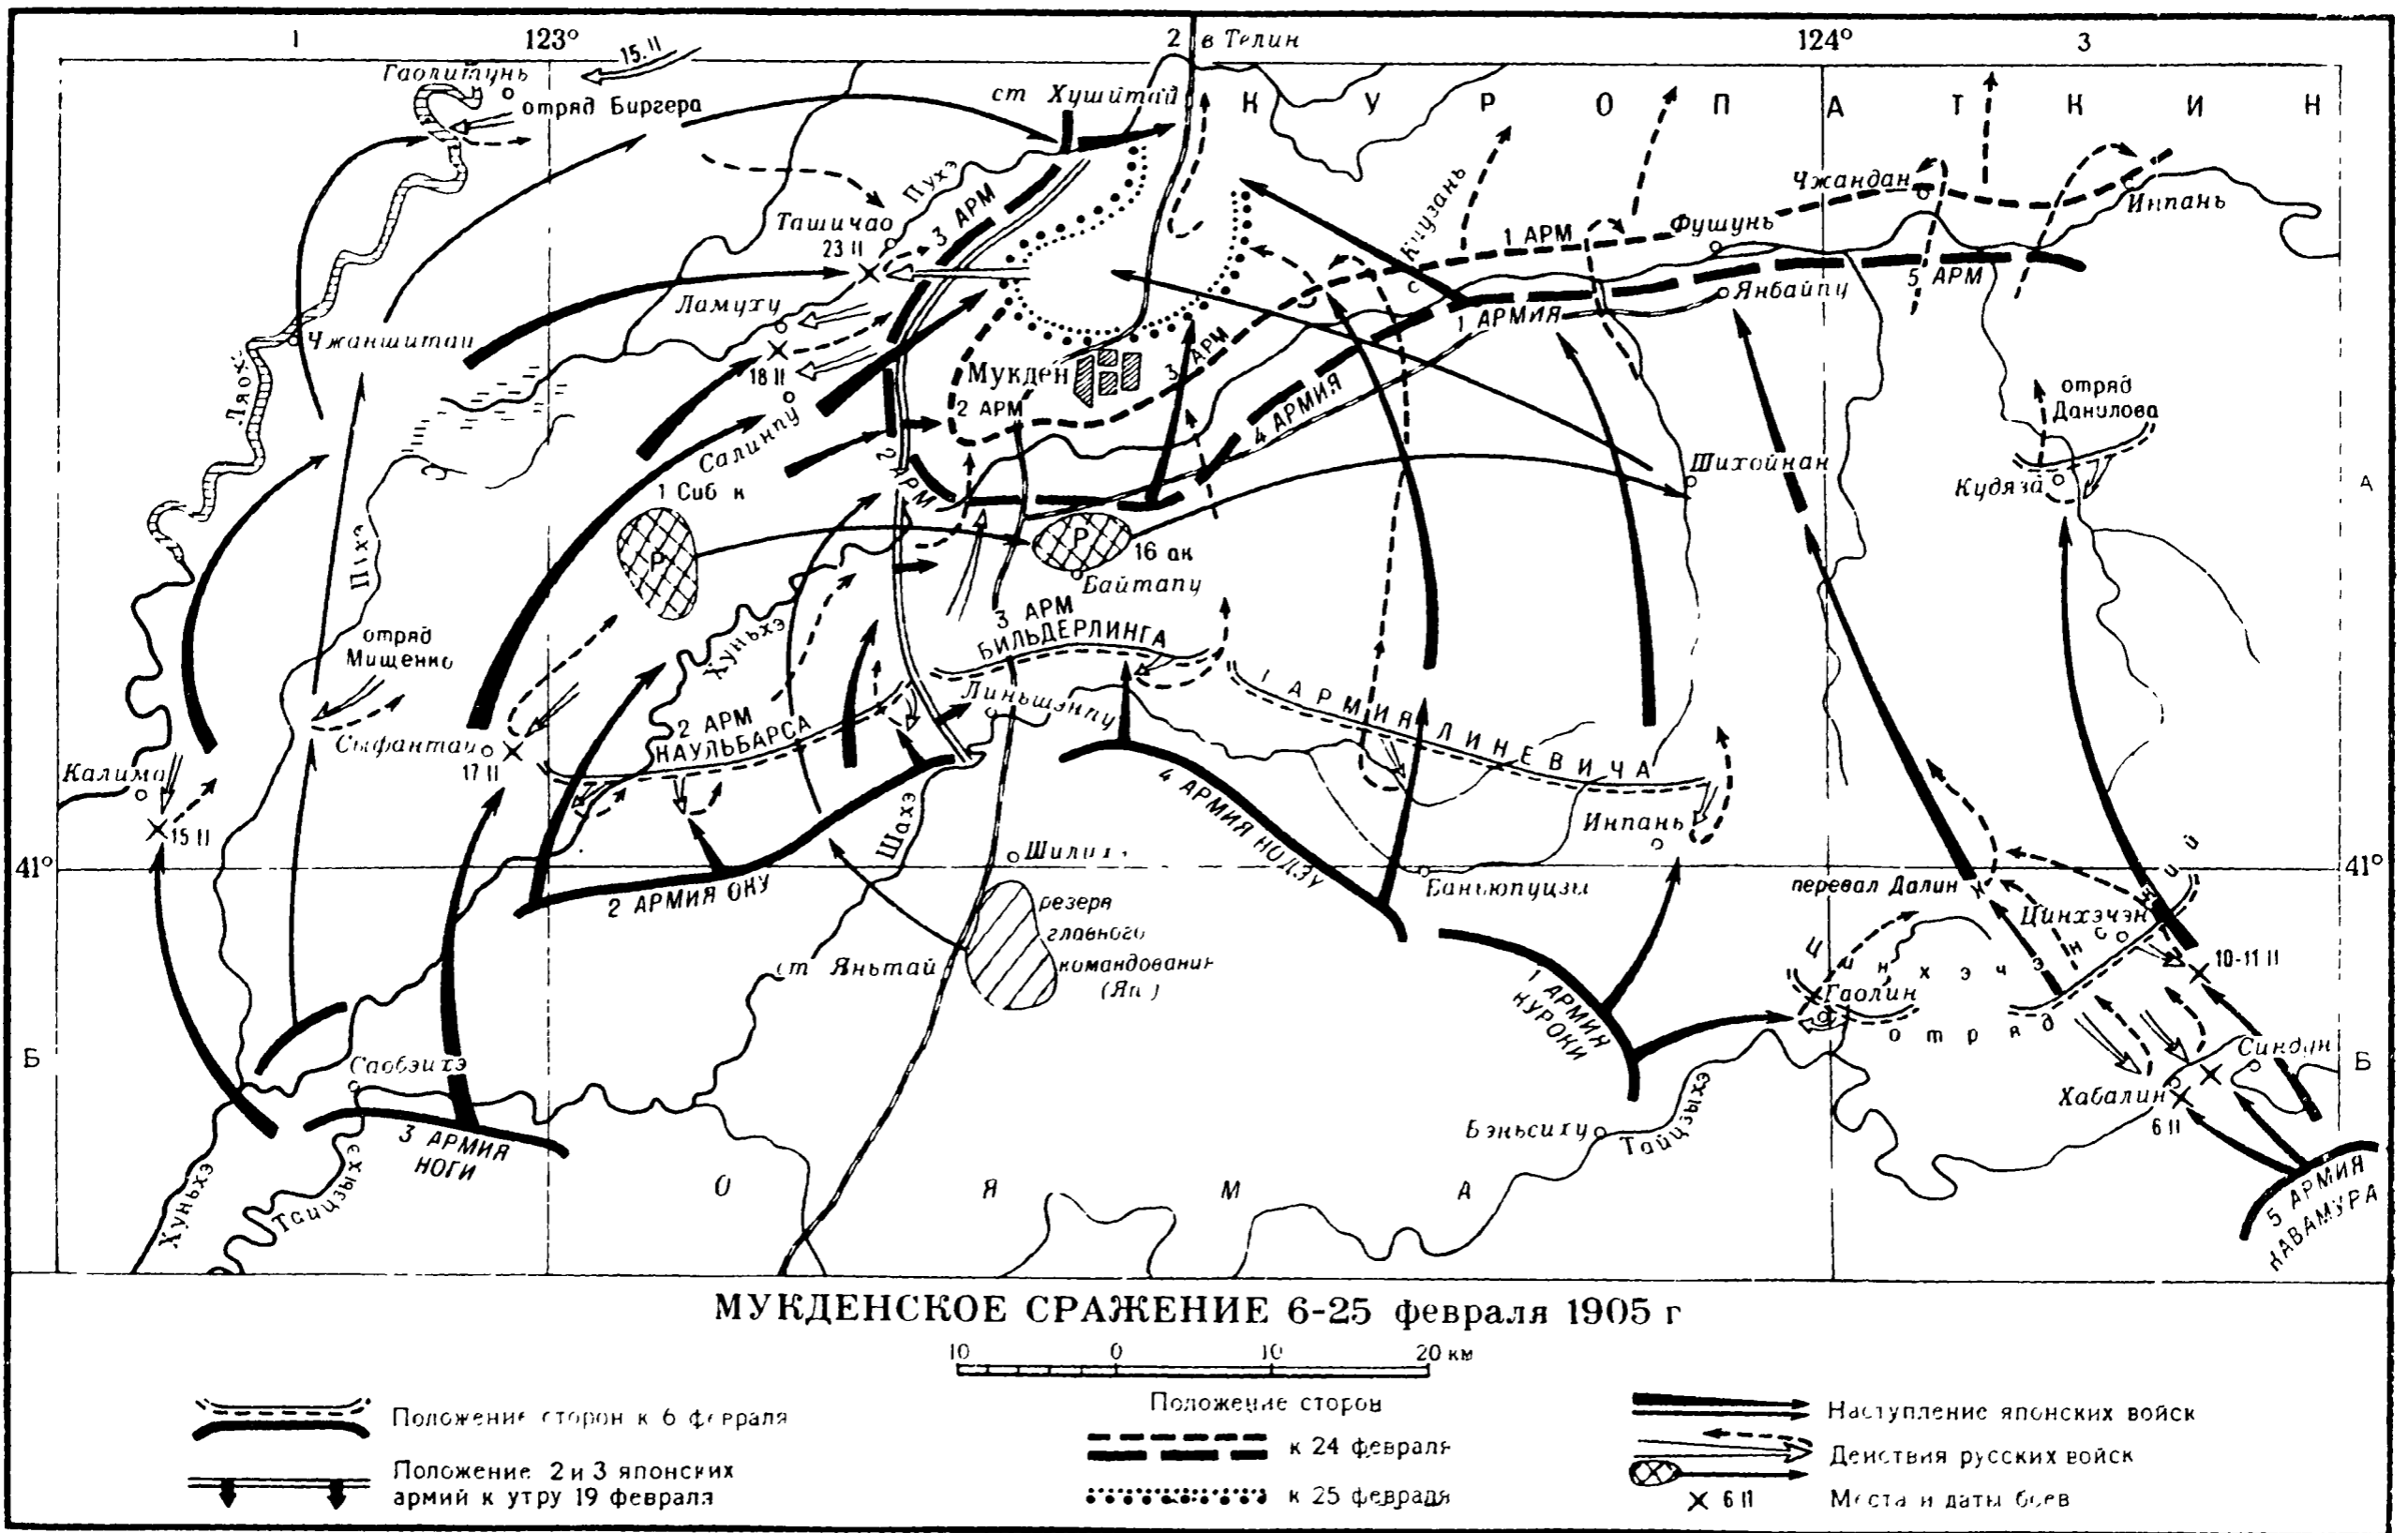 1
123°
2
в Телин
124°
3
Гаолитунь
15.II
отряд Биргера
ст Хушитай
К У Р О П А Т К И Н
Пухэ
3 АРМ
Ташичао
23 II
Киузань
Чжандан
Инпань
1 АРМ
Фушунь
5 АРМ
Янбайпу
1 АРМИЯ
Ламуху
Чжаншитаи
18 II
Мукден
3 АРМ
2 АРМ
4 АРМИЯ
отряд
Данилова
Салинпу
2 АРМ
1 Сиб к
Шихойнан
Кудяза
А
А
Р
Р
16 ак
Байтапу
Пухэ
Хуньхэ
отряд
Мищенко
3 АРМ
БИЛЬДЕРЛИНГА
Линьшэнпу
1 АРМИЯ ЛИНЕВИЧА
2 АРМ
НАУЛЬБАРСА
Сыфантаи
17 II
Калима
15 II
Шахэ
4 АРМИЯ НОДЗУ
Инпань
41°
41°
2 АРМИЯ ОКУ
Баньюпуцзы
перевал Далин
Цинхэчэн
резерв
главного
командования
(Яп )
ст Яньтай
Гаолин
Цинхэченский
отряд
10-11 II
1 АРМИЯ
КУРОКИ
Б
Б
Саобэихэ
Синдун
Хабалин
6 II
3 АРМИЯ
НОГИ
Бэньсиху
Тайцзыхэ
Хуньхэ
Таицзыхэ
О Я М А
5 АРМИЯ
КАВАМУРА
МУКДЕНСКОЕ СРАЖЕНИЕ 6-25 февраля 1905 г
10 0 10 20 км
Положение сторон к 6 февраля
Положение 2 и 3 японских
армий к утру 19 февраля
Положение сторон
к 24 февраля
к 25 февраля
Наступление японских войск
Действия русских войск
6 II Места и даты боев